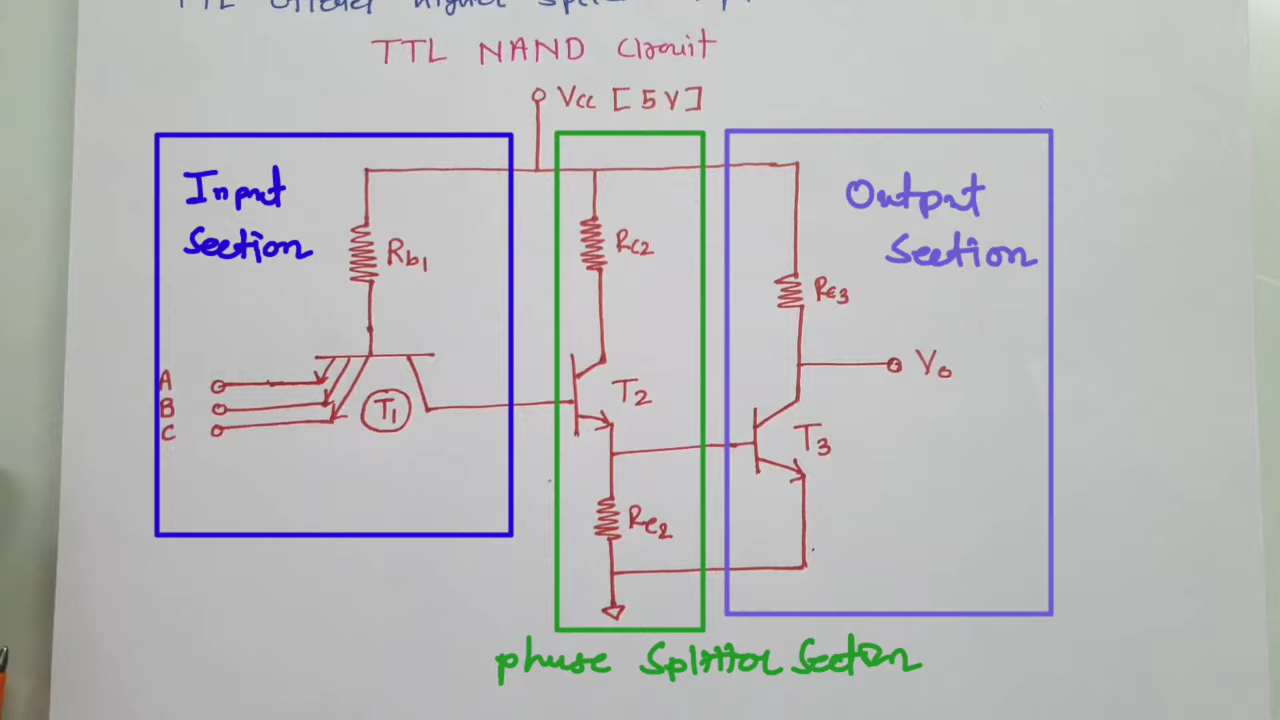 TTL
TTL NAND Circuit
Vcc [5V]
Input
Section
Output
Section
Rb1
Rc2
Rc3
A
B
C
T1
T2
Vo
T3
Re2
phase Splitter Section